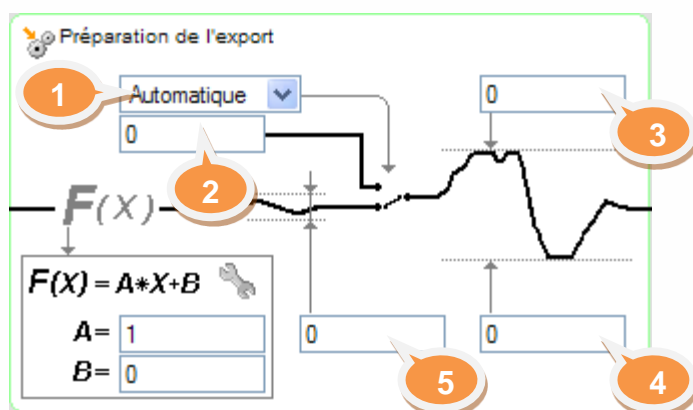 Préparation de l'export
1
Automatique
0
2
0
3
F(X)
F(X) = A*X+B
A= 1
B= 0
0
5
0
4